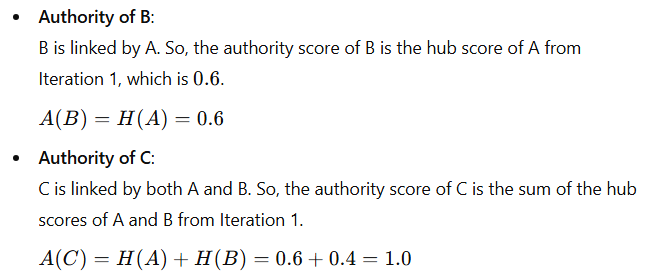 • Authority of B:
B is linked by A. So, the authority score of B is the hub score of A from
Iteration 1, which is 0.6.
A(B) = H(A) = 0.6
• Authority of C:
C is linked by both A and B. So, the authority score of C is the sum of the hub
scores of A and B from Iteration 1.
A(C) = H(A) + H(B) = 0.6 + 0.4 = 1.0